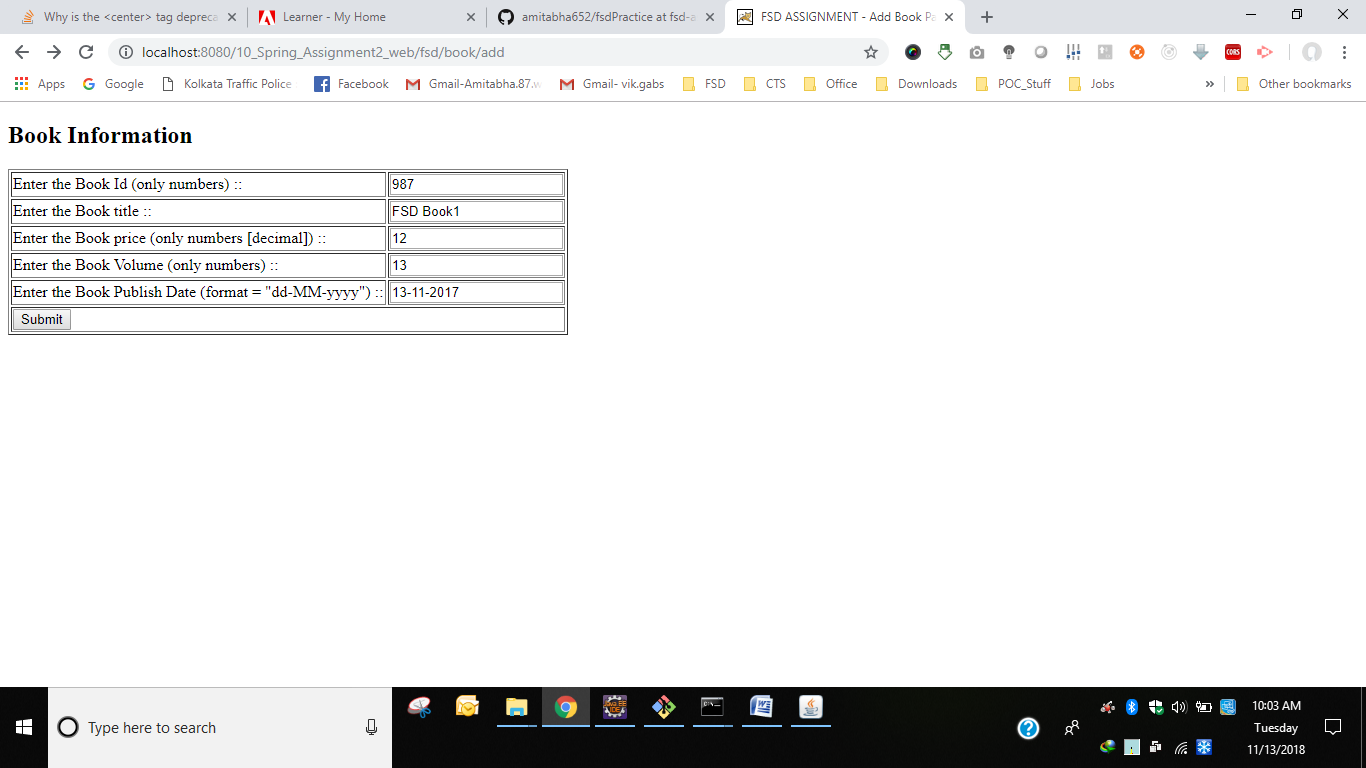 Why is the <center> tag depreca
Learner - My Home
amitabha652/fsdPractice at fsd-a
FSD ASSIGNMENT - Add Book Pa
localhost:8080/10_Spring_Assignment2_web/fsd/book/add
CORS
Apps
Google
Kolkata Traffic Police
Facebook
Gmail-Amitabha.87.w
Gmail- vik.gabs
FSD
CTS
Office
Downloads
POC_Stuff
Jobs
»
Other bookmarks
Book Information
Enter the Book Id (only numbers) :: 987
Enter the Book title :: FSD Book1
Enter the Book price (only numbers [decimal]) :: 12
Enter the Book Volume (only numbers) :: 13
Enter the Book Publish Date (format = "dd-MM-yyyy") :: 13-11-2017
Submit
Type here to search
10:03 AM
Tuesday
11/13/2018